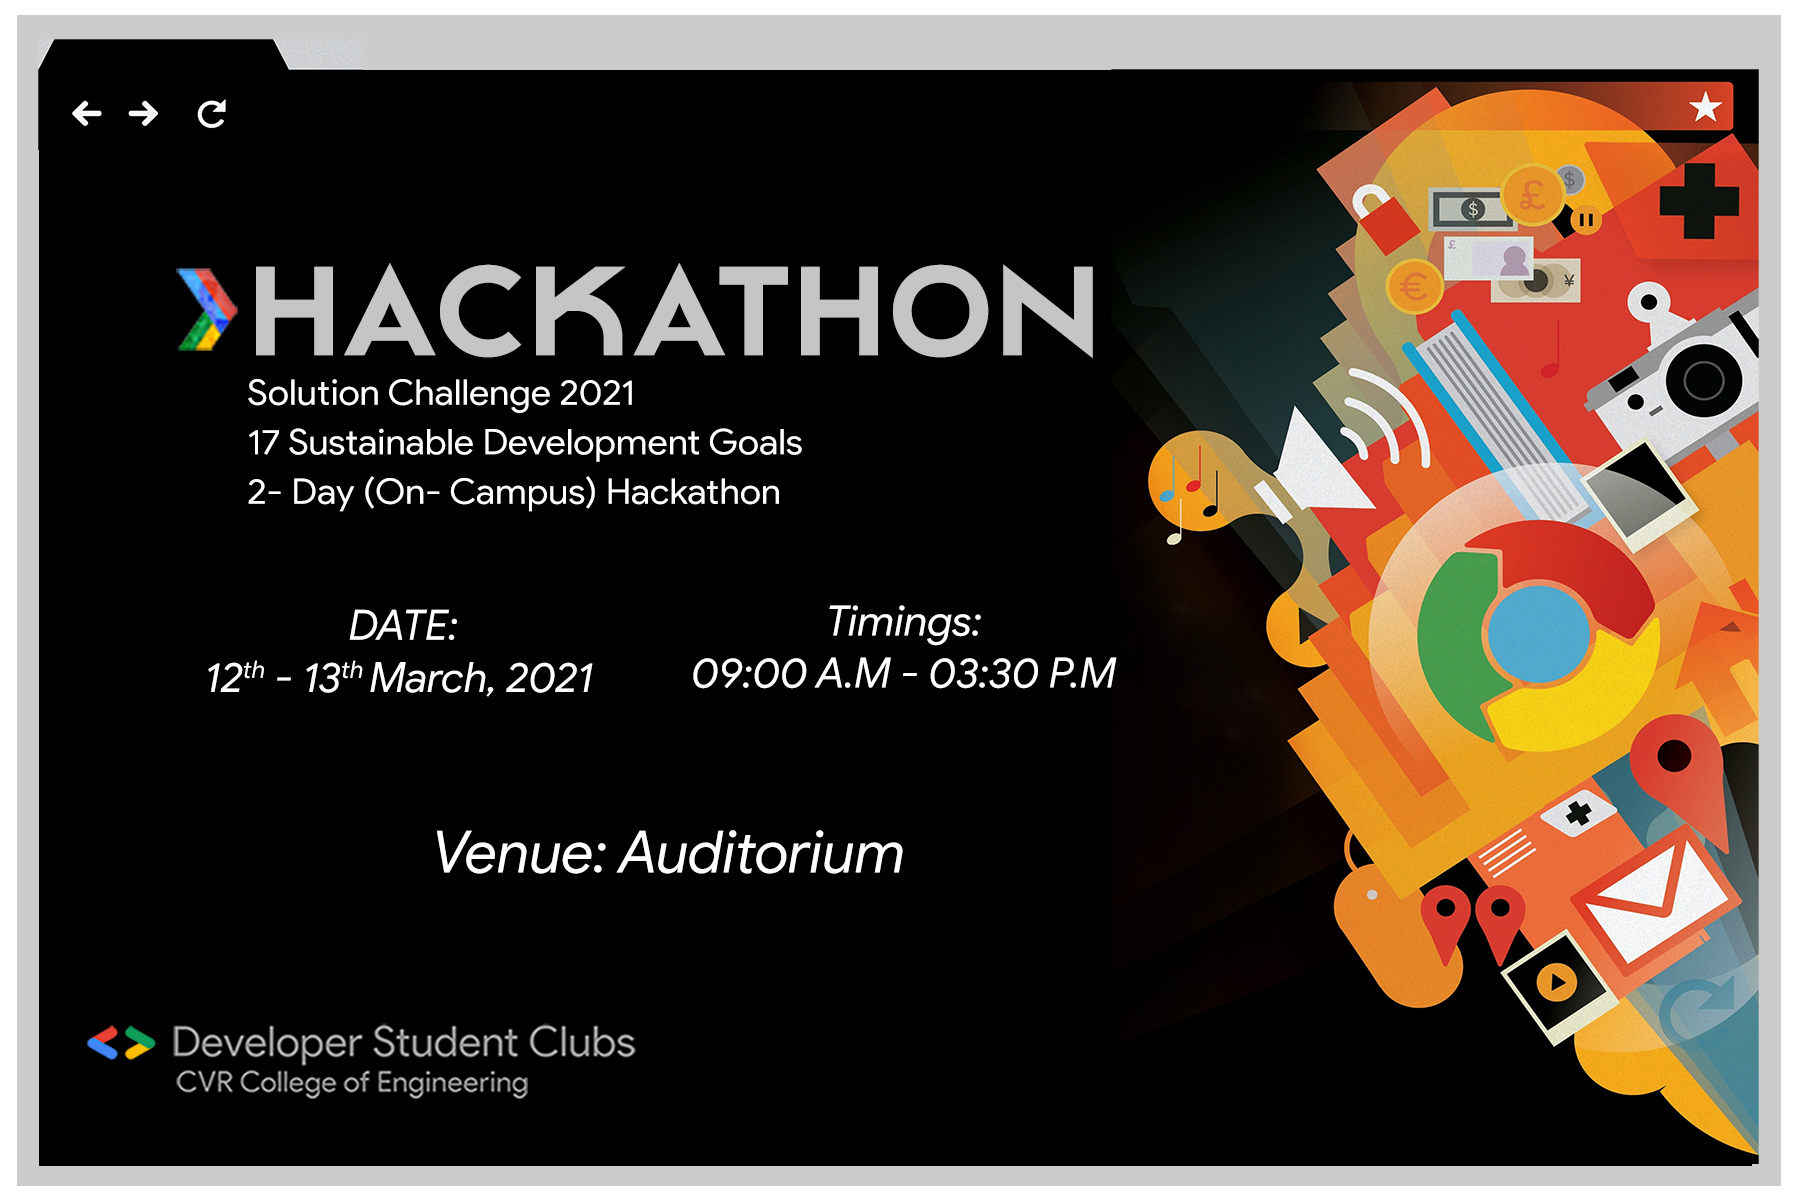 HACKATHON
Solution Challenge 2021
17 Sustainable Development Goals
2- Day (On- Campus) Hackathon
DATE:
12th - 13th March, 2021
Timings:
09:00 A.M - 03:30 P.M
Venue: Auditorium
Developer Student Clubs
CVR College of Engineering